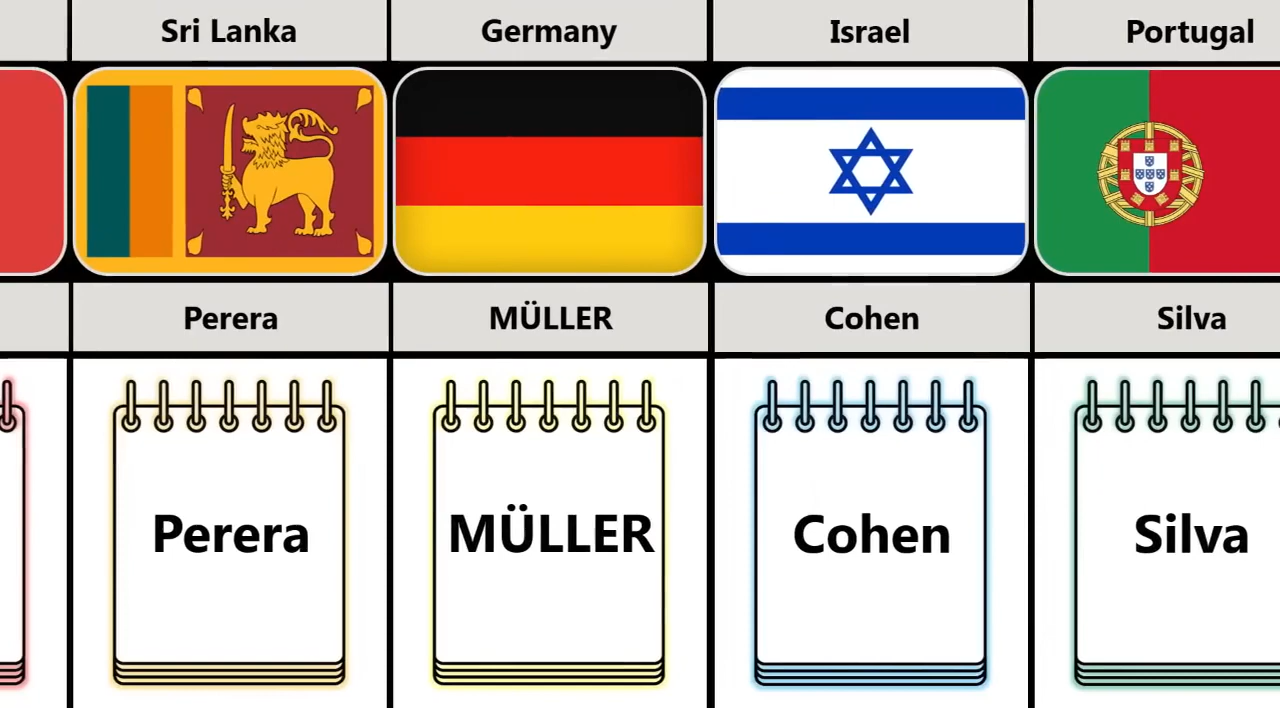 Sri Lanka
Germany
Israel
Portugal
Perera
MÜLLER
Cohen
Silva
Perera
MÜLLER
Cohen
Silva